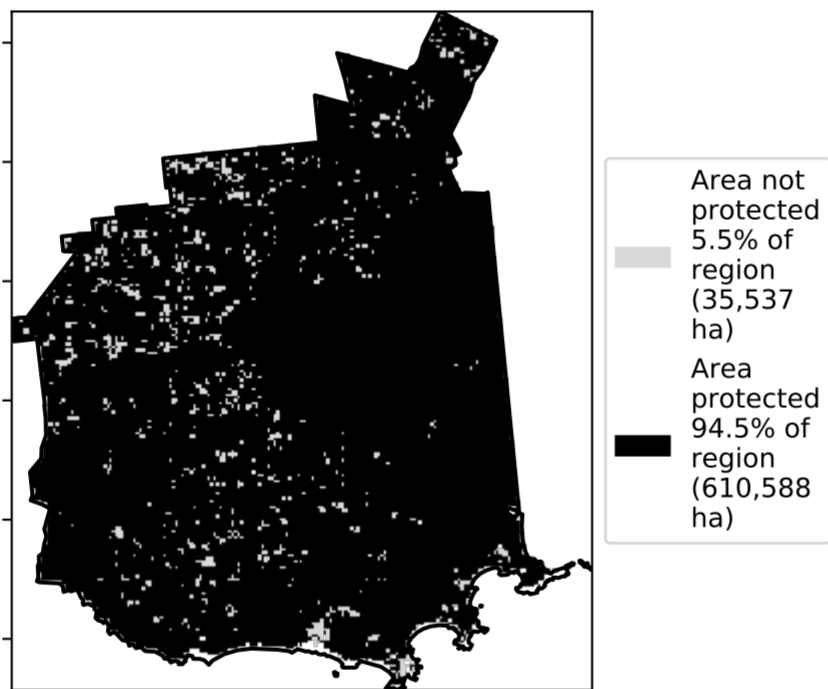 Area not
protected
5.5% of
region
(35,537
ha)
Area
protected
94.5% of
region
(610,588
ha)